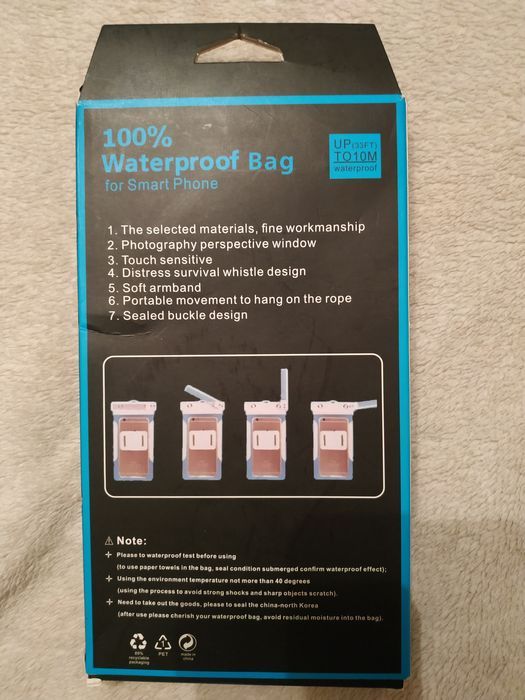 100%
Waterproof Bag
for Smart Phone
UP(33FT)
TO10M
waterproof
1. The selected materials, fine workmanship
2. Photography perspective window
3. Touch sensitive
4. Distress survival whistle design
5. Soft armband
6. Portable movement to hang on the rope
7. Sealed buckle design
⚠ Note:
+ Please to waterproof test before using
(to use paper towels in the bag, seal condition submerged confirm waterproof effect);
+ Using the environment temperature not more than 40 degrees
(using the process to avoid strong shocks and sharp objects scratch).
+ Need to take out the goods, please to seal the china-north Korea
(after use please cherish your waterproof bag, avoid residual moisture into the bag).
85%
recyclable
packaging
1
PET
made in
china